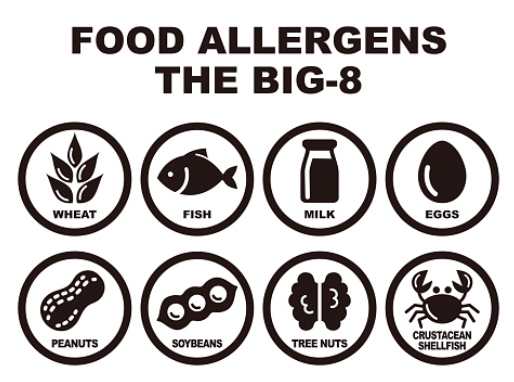 FOOD ALLERGENS
THE BIG-8
WHEAT
FISH
MILK
EGGS
PEANUTS
SOYBEANS
TREE NUTS
CRUSTACEAN
SHELLFISH